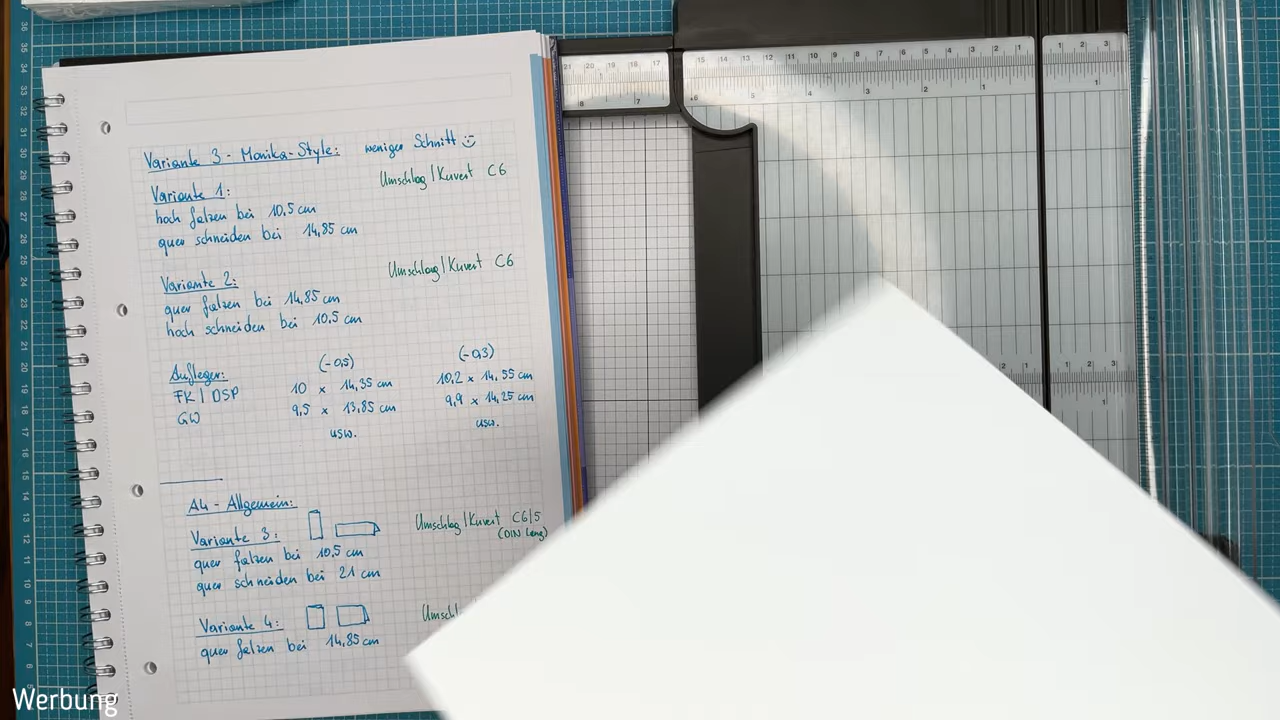 Variante 3 - Monika-Style: weniger Schnitt :)
Variante 1: Umschlag/Kuvert C6
hoch falzen bei 10,5 cm
quer schneiden bei 14,85 cm
Variante 2: Umschlag/Kuvert C6
quer falzen bei 14,85 cm
hoch schneiden bei 10,5 cm
Aufleger: (-0,5) (-0,3)
FK | DSP 10 x 14,35 cm 10,2 x 14,55 cm
GW 9,5 x 13,85 cm 9,9 x 14,25 cm
usw. usw.
A4 - Allgemein:
Variante 3: Umschlag/Kuvert C6/5
(DIN Lang)
quer falzen bei 10,5 cm
quer schneiden bei 21 cm
Variante 4: Umschl
quer falzen bei 14,85 cm
Werbung